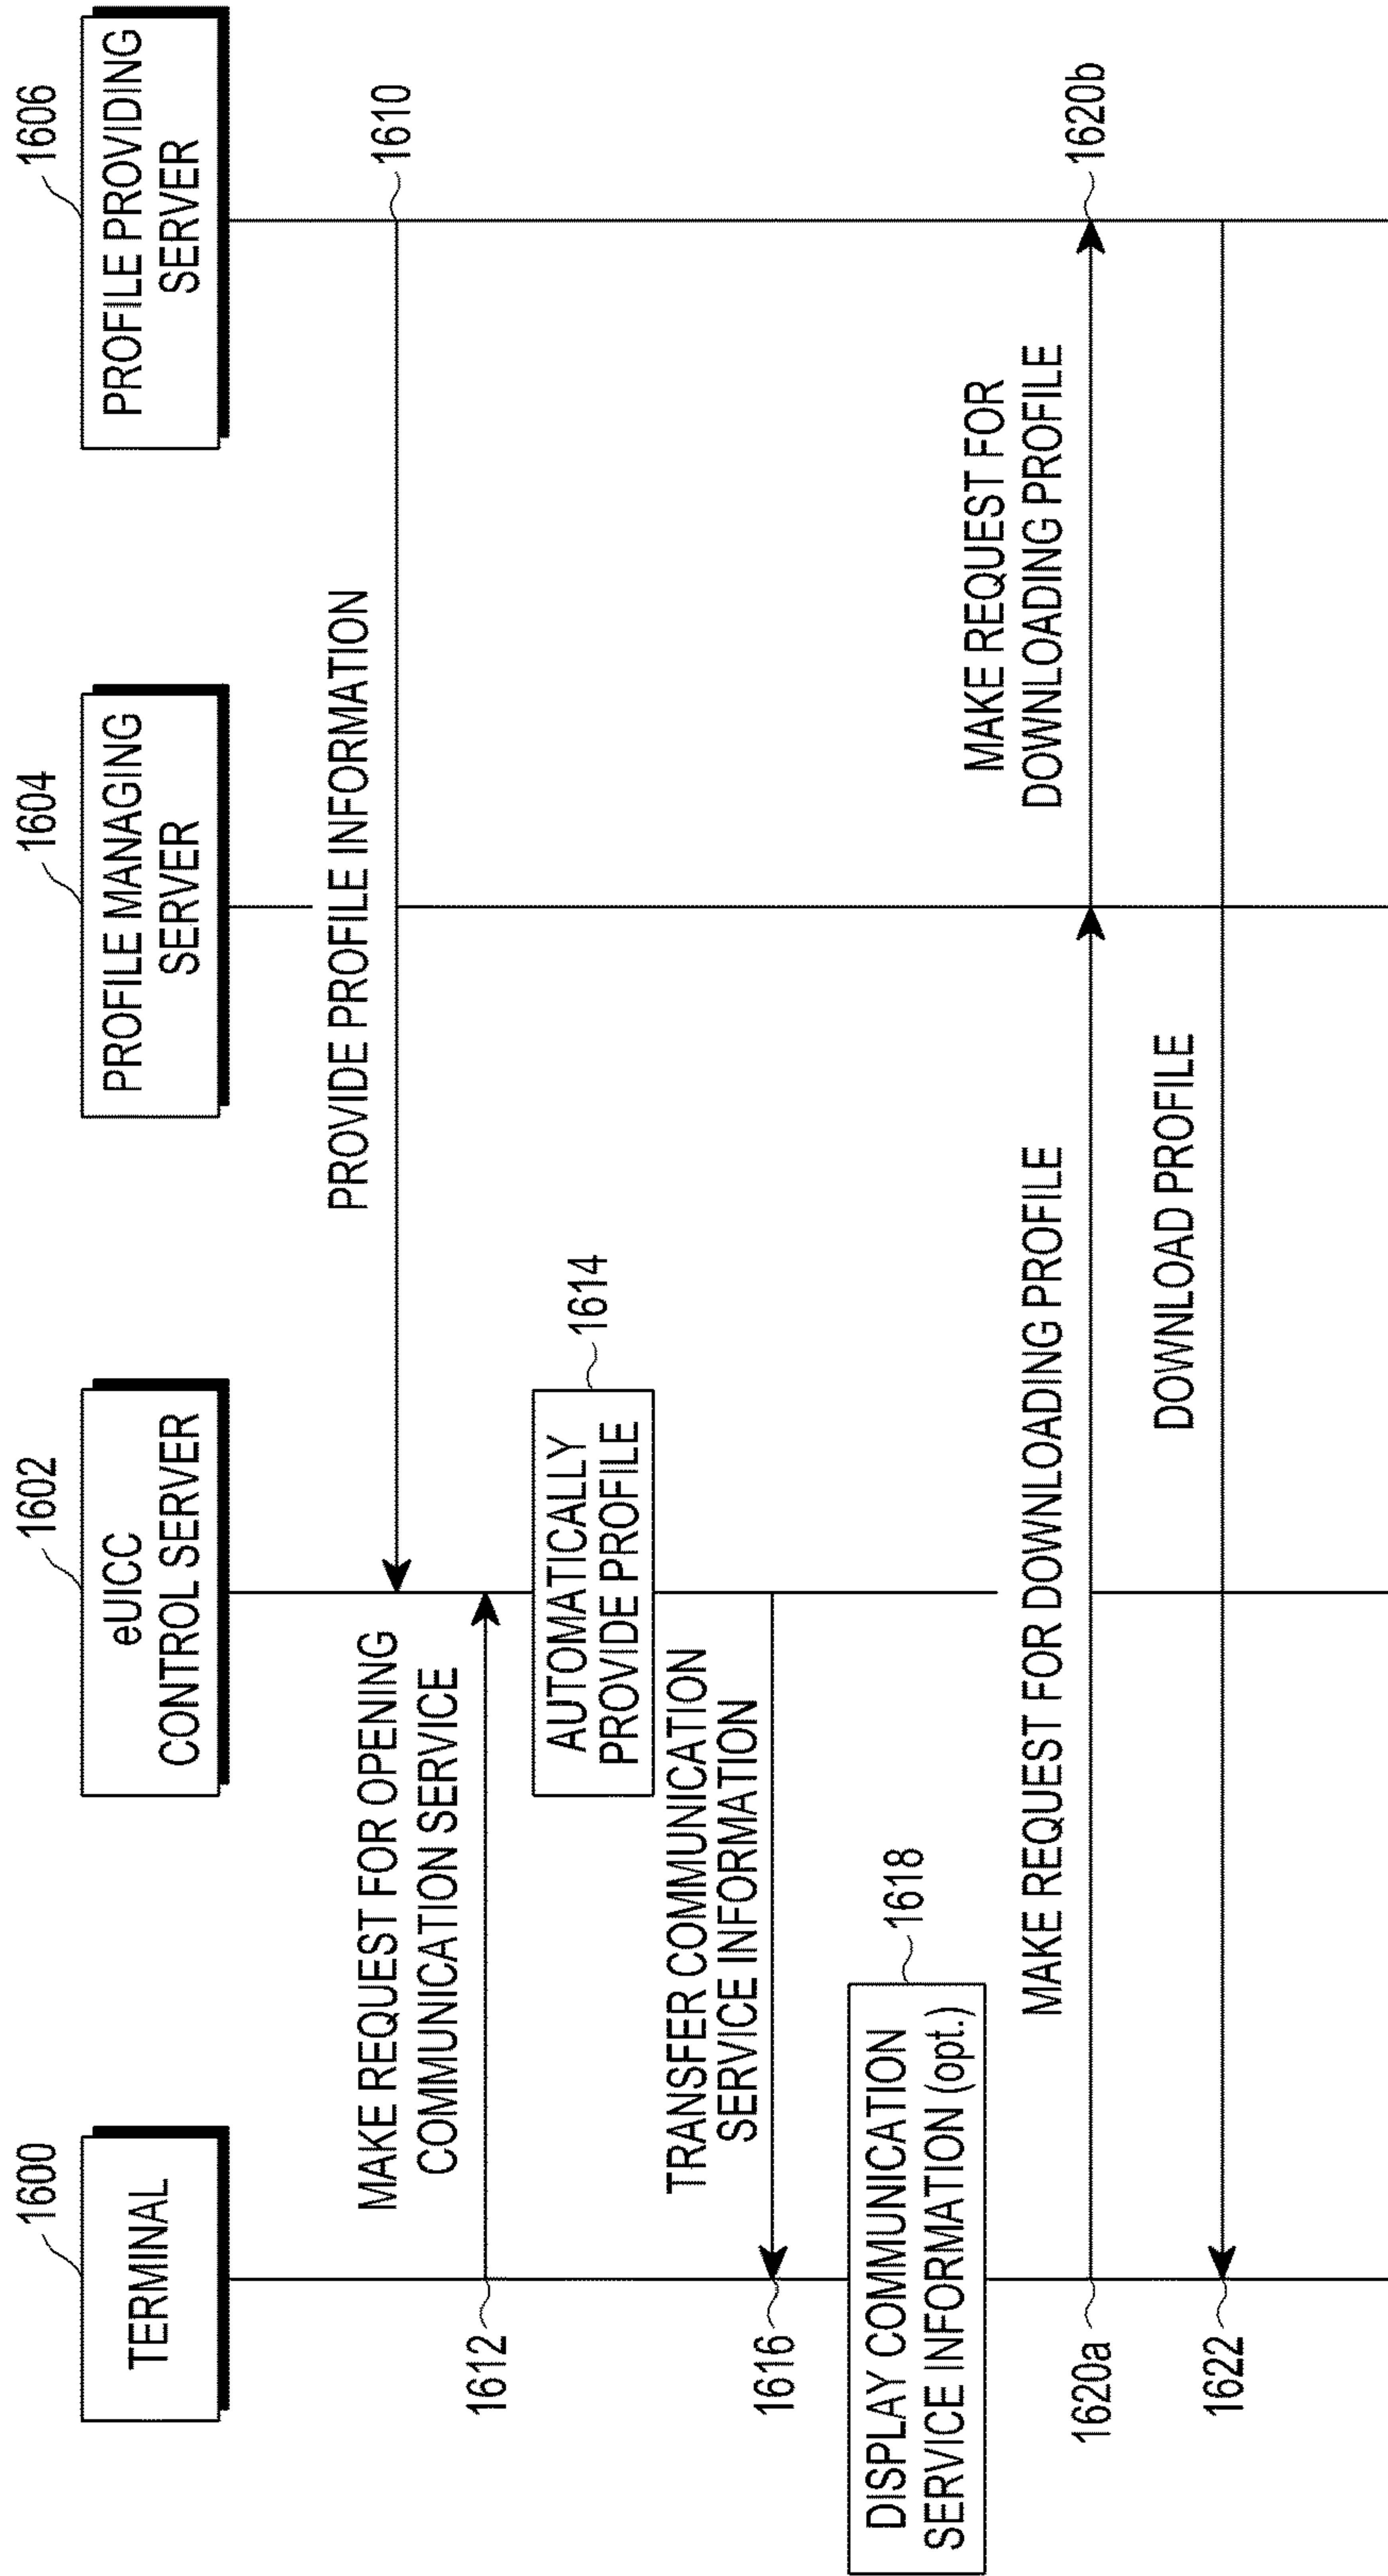 1600
TERMINAL
1602
eUICC
CONTROL SERVER
1604
PROFILE MANAGING
SERVER
1606
PROFILE PROVIDING
SERVER
PROVIDE PROFILE INFORMATION
1610
MAKE REQUEST FOR OPENING
COMMUNICATION SERVICE
1612
AUTOMATICALLY
PROVIDE PROFILE
1614
TRANSFER COMMUNICATION
SERVICE INFORMATION
1616
DISPLAY COMMUNICATION
SERVICE INFORMATION (opt.)
1618
MAKE REQUEST FOR DOWNLOADING PROFILE
1620a
MAKE REQUEST FOR
DOWNLOADING PROFILE
1620b
DOWNLOAD PROFILE
1622